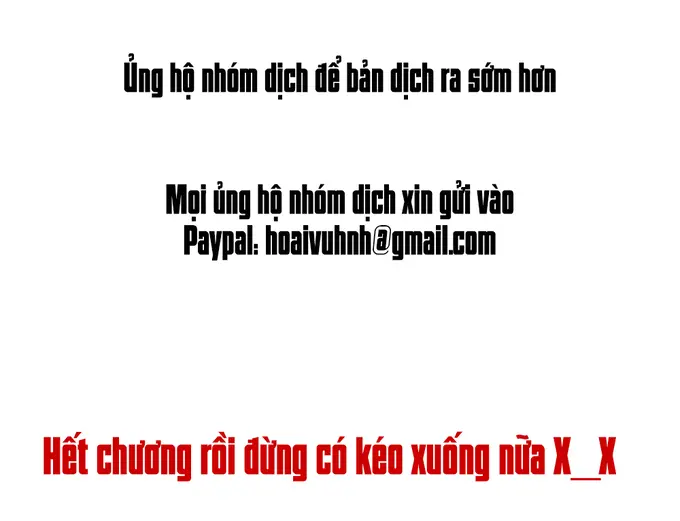 Ủng hộ nhóm dịch để bản dịch ra sớm hơn
Mọi ủng hộ nhóm dịch xin gửi vào
Paypal: hoaivuhnh@gmail.com
Hết chương rồi đừng có kéo xuống nữa X__X